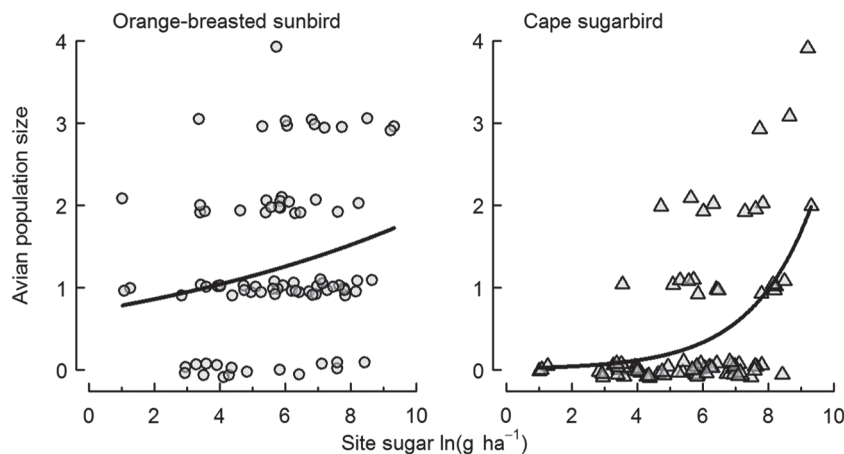 Orange-breasted sunbird
Cape sugarbird
Avian population size
4
3
2
1
0
0 2 4 6 8 10
4
3
2
1
0
0 2 4 6 8 10
Site sugar ln(g ha⁻¹)